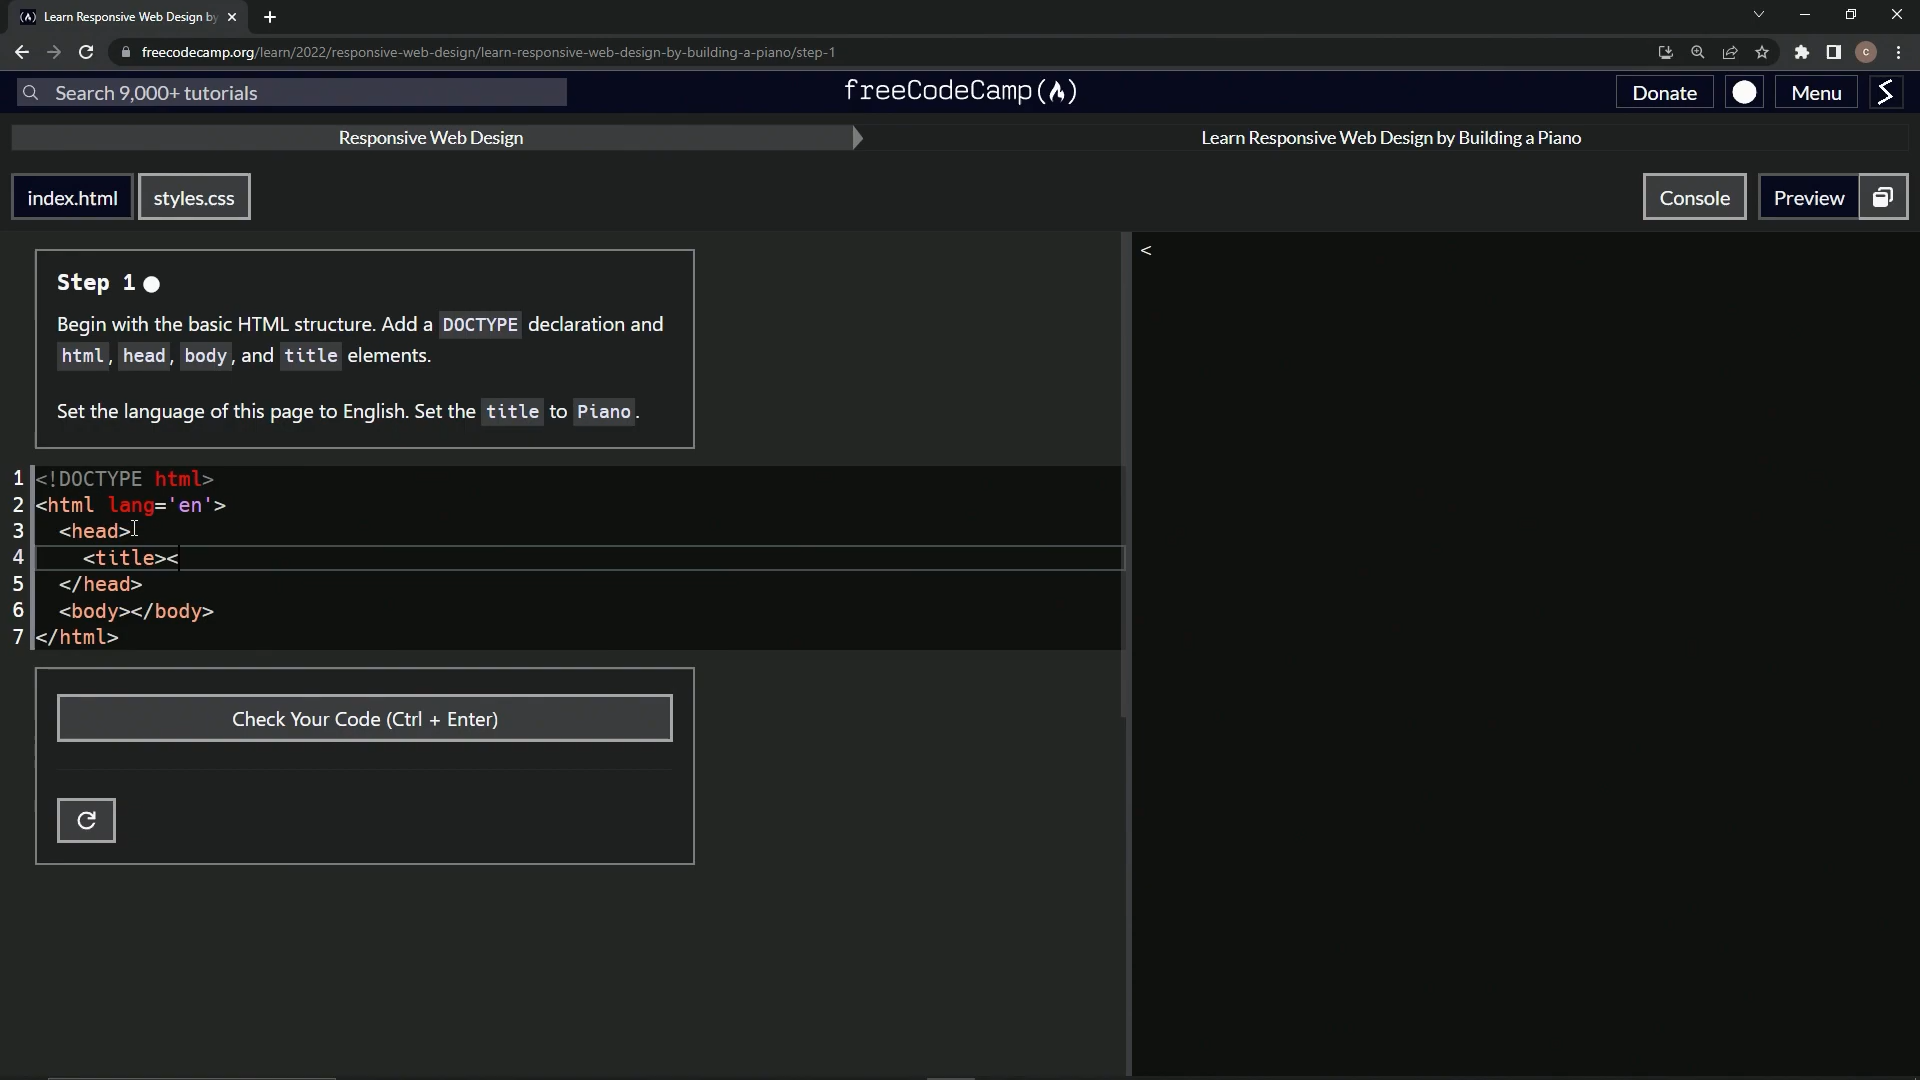 Learn Responsive Web Design by
freecodecamp.org/learn/2022/responsive-web-design/learn-responsive-web-design-by-building-a-piano/step-1
C
Search 9,000+ tutorials
freeCodeCamp
Donate
Menu
Responsive Web Design
Learn Responsive Web Design by Building a Piano
index.html
styles.css
Console
Preview
Step 1
Begin with the basic HTML structure. Add a DOCTYPE declaration and
html, head, body, and title elements.
Set the language of this page to English. Set the title to Piano.
1 <!DOCTYPE html>
2 <html lang='en'>
3 <head>
4 <title><
5 </head>
6 <body></body>
7 </html>
Check Your Code (Ctrl + Enter)
<